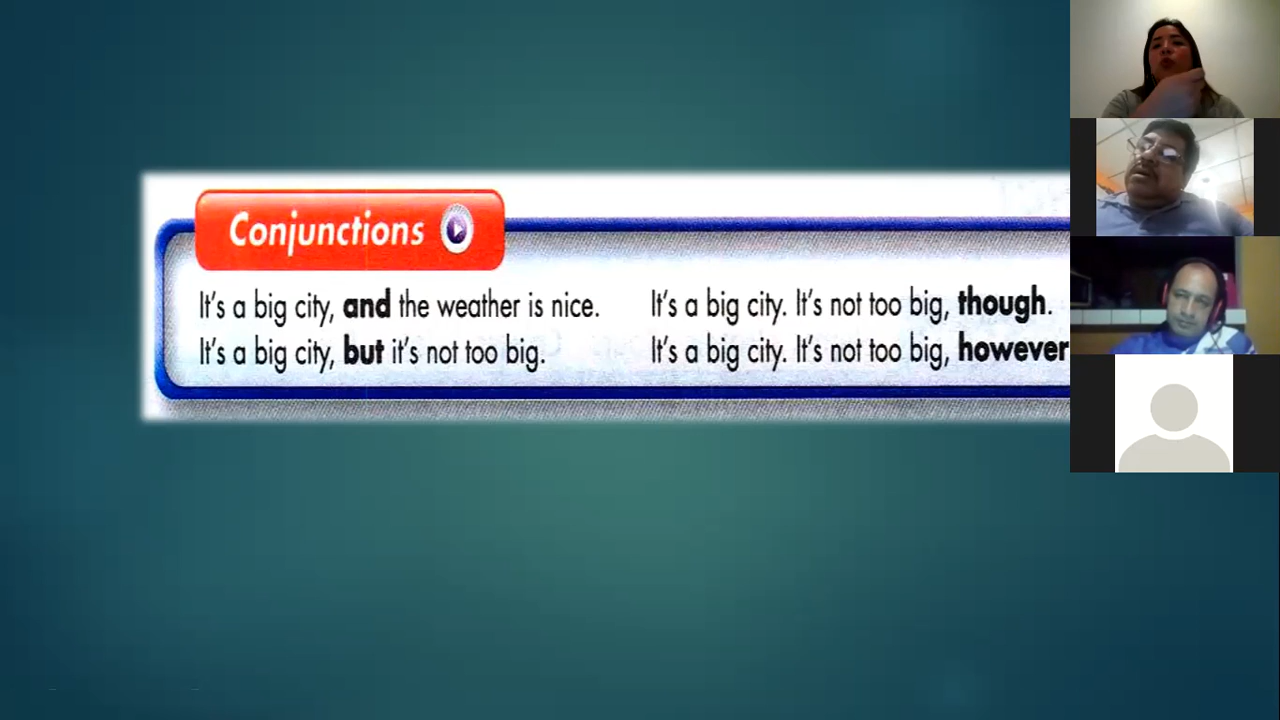 Conjunctions
It's a big city, and the weather is nice.
It's a big city, but it's not too big.
It's a big city. It's not too big, though.
It's a big city. It's not too big, however